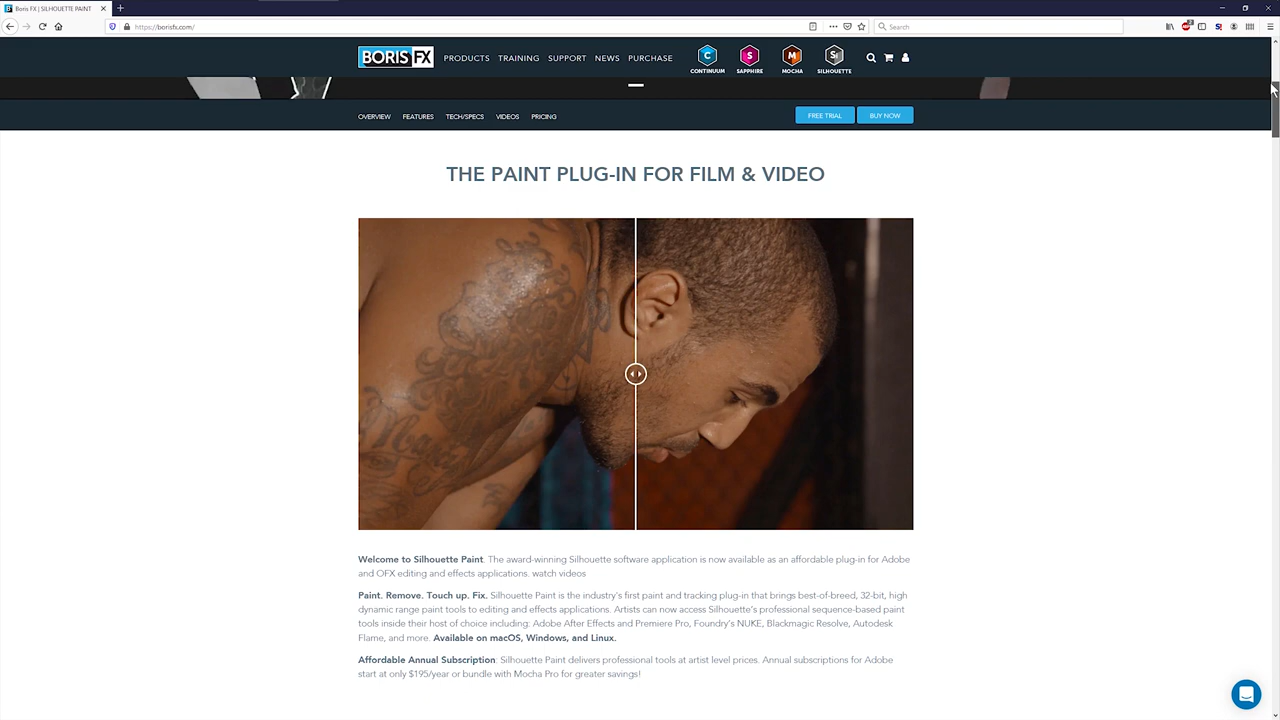 Boris FX | SILHOUETTE PAINT
https://borisfx.com/
Search
BORIS FX
PRODUCTS TRAINING SUPPORT NEWS PURCHASE
C S M Si
CONTINUUM SAPPHIRE MOCHA SILHOUETTE
OVERVIEW FEATURES TECH/SPECS VIDEOS PRICING
FREE TRIAL BUY NOW
THE PAINT PLUG-IN FOR FILM & VIDEO
Welcome to Silhouette Paint. The award-winning Silhouette software application is now available as an affordable plug-in for Adobe
and OFX editing and effects applications. watch videos
Paint. Remove. Touch up. Fix. Silhouette Paint is the industry's first paint and tracking plug-in that brings best-of-breed, 32-bit, high
dynamic range paint tools to editing and effects applications. Artists can now access Silhouette's professional sequence-based paint
tools inside their host of choice including: Adobe After Effects and Premiere Pro, Foundry's NUKE, Blackmagic Resolve, Autodesk
Flame, and more. Available on macOS, Windows, and Linux.
Affordable Annual Subscription: Silhouette Paint delivers professional tools at artist level prices. Annual subscriptions for Adobe
start at only $195/year or bundle with Mocha Pro for greater savings!